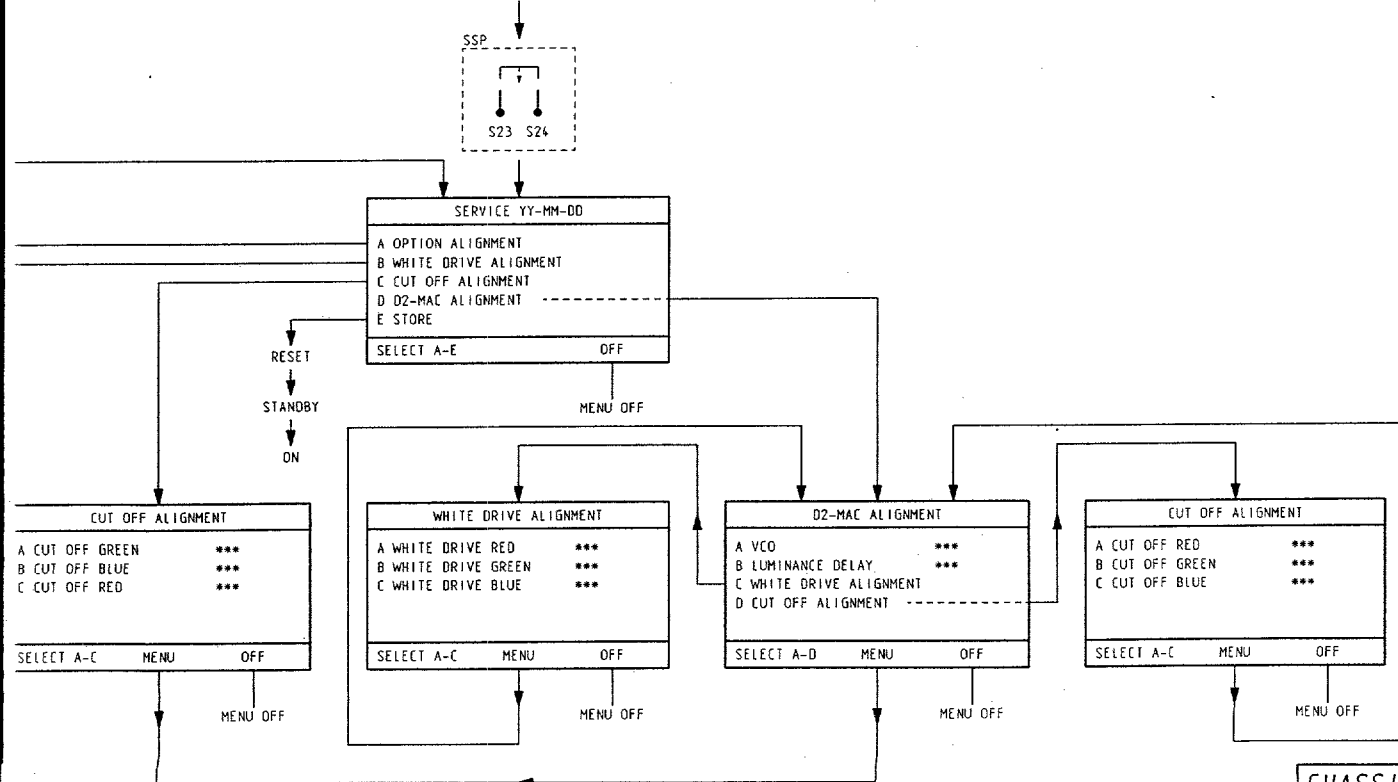 SSP
S23 S24
SERVICE YY-MM-DD
A OPTION ALIGNMENT
B WHITE DRIVE ALIGNMENT
C CUT OFF ALIGNMENT
D D2-MAC ALIGNMENT
E STORE
SELECT A-E OFF
RESET
STANDBY
ON
MENU OFF
CUT OFF ALIGNMENT
A CUT OFF GREEN ***
B CUT OFF BLUE ***
C CUT OFF RED ***
SELECT A-C MENU OFF
MENU OFF
WHITE DRIVE ALIGNMENT
A WHITE DRIVE RED ***
B WHITE DRIVE GREEN ***
C WHITE DRIVE BLUE ***
SELECT A-C MENU OFF
MENU OFF
D2-MAC ALIGNMENT
A VCO ***
B LUMINANCE DELAY ***
C WHITE DRIVE ALIGNMENT
D CUT OFF ALIGNMENT
SELECT A-D MENU OFF
MENU OFF
CUT OFF ALIGNMENT
A CUT OFF RED ***
B CUT OFF GREEN ***
C CUT OFF BLUE ***
SELECT A-C MENU OFF
MENU OFF